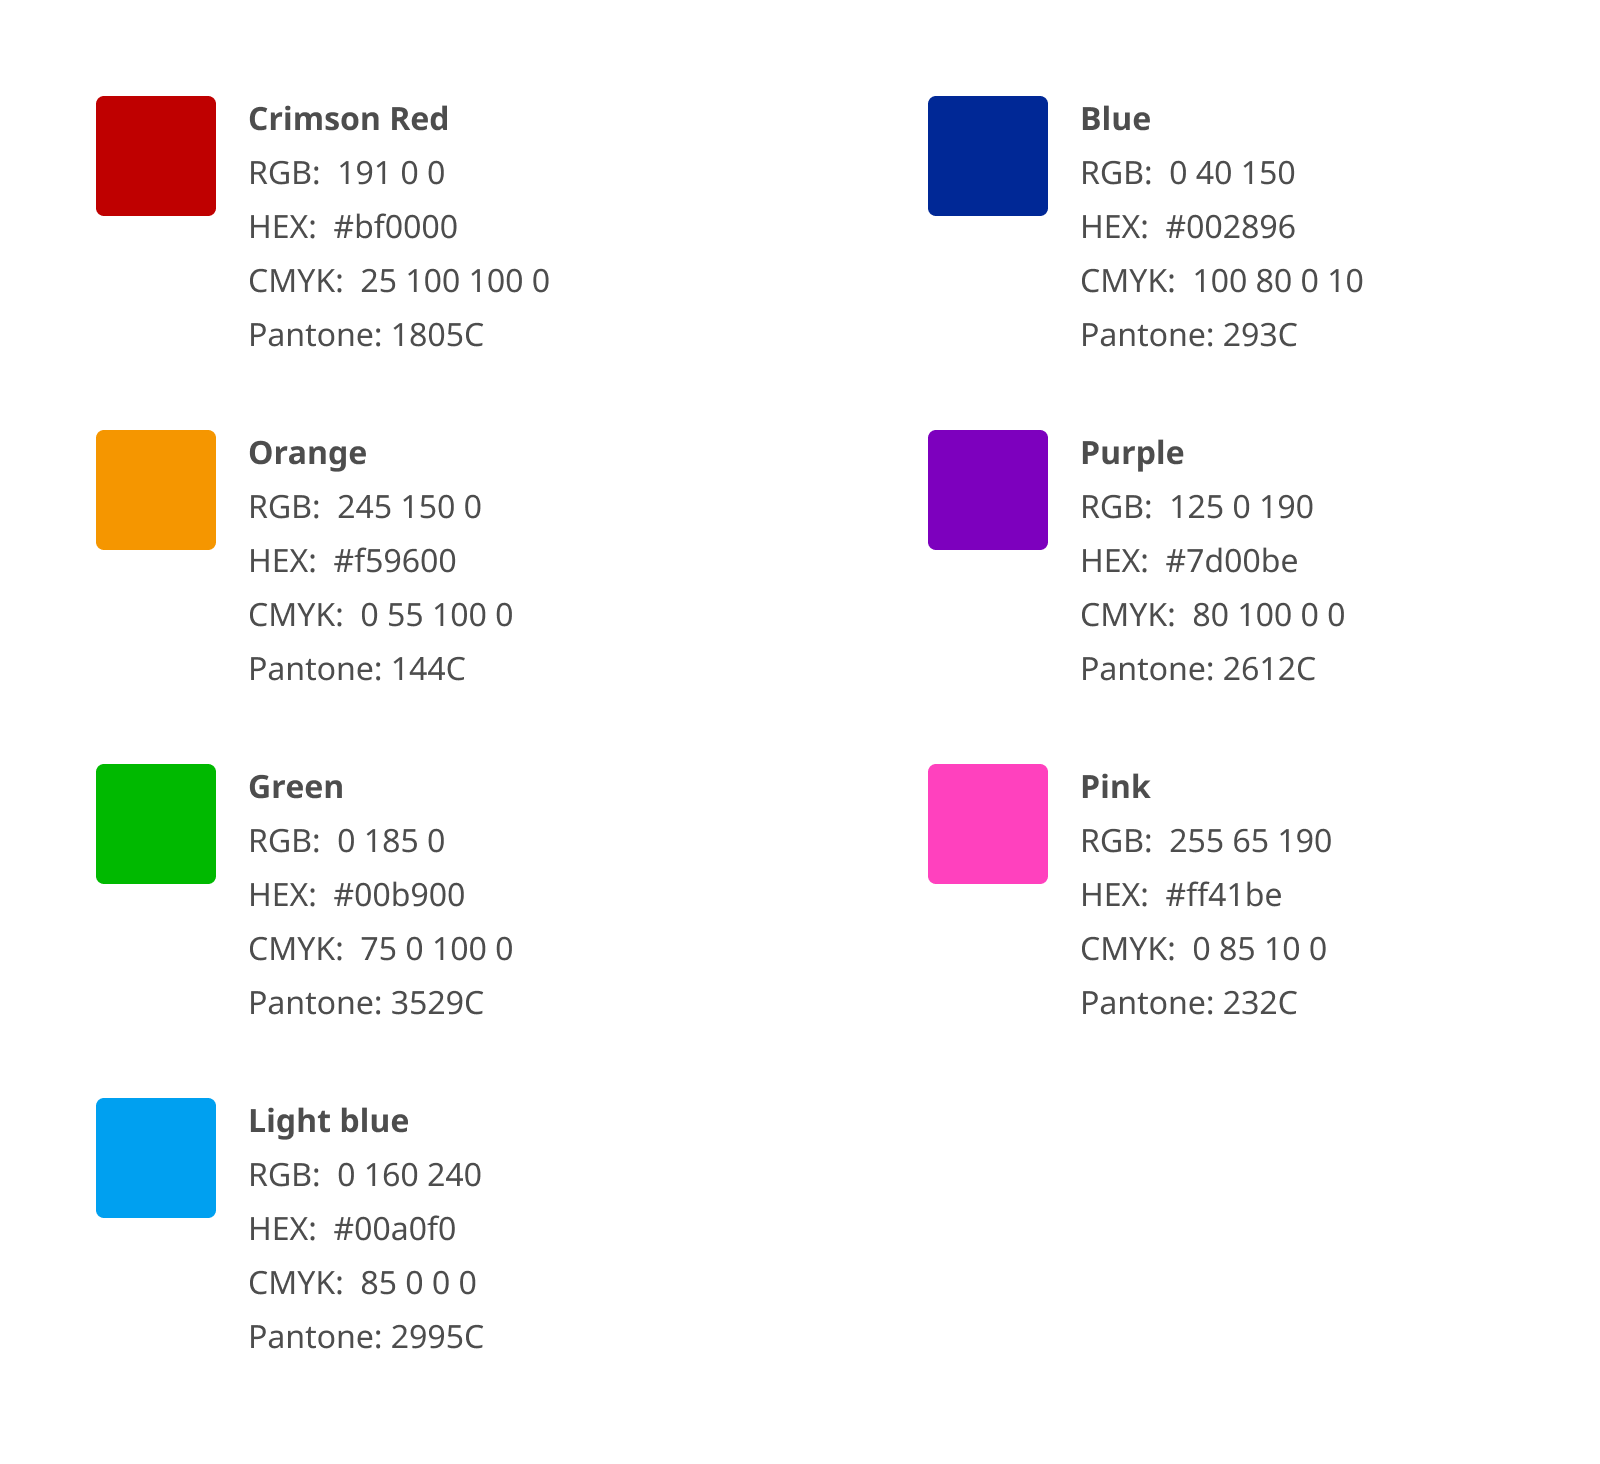 Crimson Red
RGB: 191 0 0
HEX: #bf0000
CMYK: 25 100 100 0
Pantone: 1805C
Orange
RGB: 245 150 0
HEX: #f59600
CMYK: 0 55 100 0
Pantone: 144C
Green
RGB: 0 185 0
HEX: #00b900
CMYK: 75 0 100 0
Pantone: 3529C
Light blue
RGB: 0 160 240
HEX: #00a0f0
CMYK: 85 0 0 0
Pantone: 2995C
Blue
RGB: 0 40 150
HEX: #002896
CMYK: 100 80 0 10
Pantone: 293C
Purple
RGB: 125 0 190
HEX: #7d00be
CMYK: 80 100 0 0
Pantone: 2612C
Pink
RGB: 255 65 190
HEX: #ff41be
CMYK: 0 85 10 0
Pantone: 232C